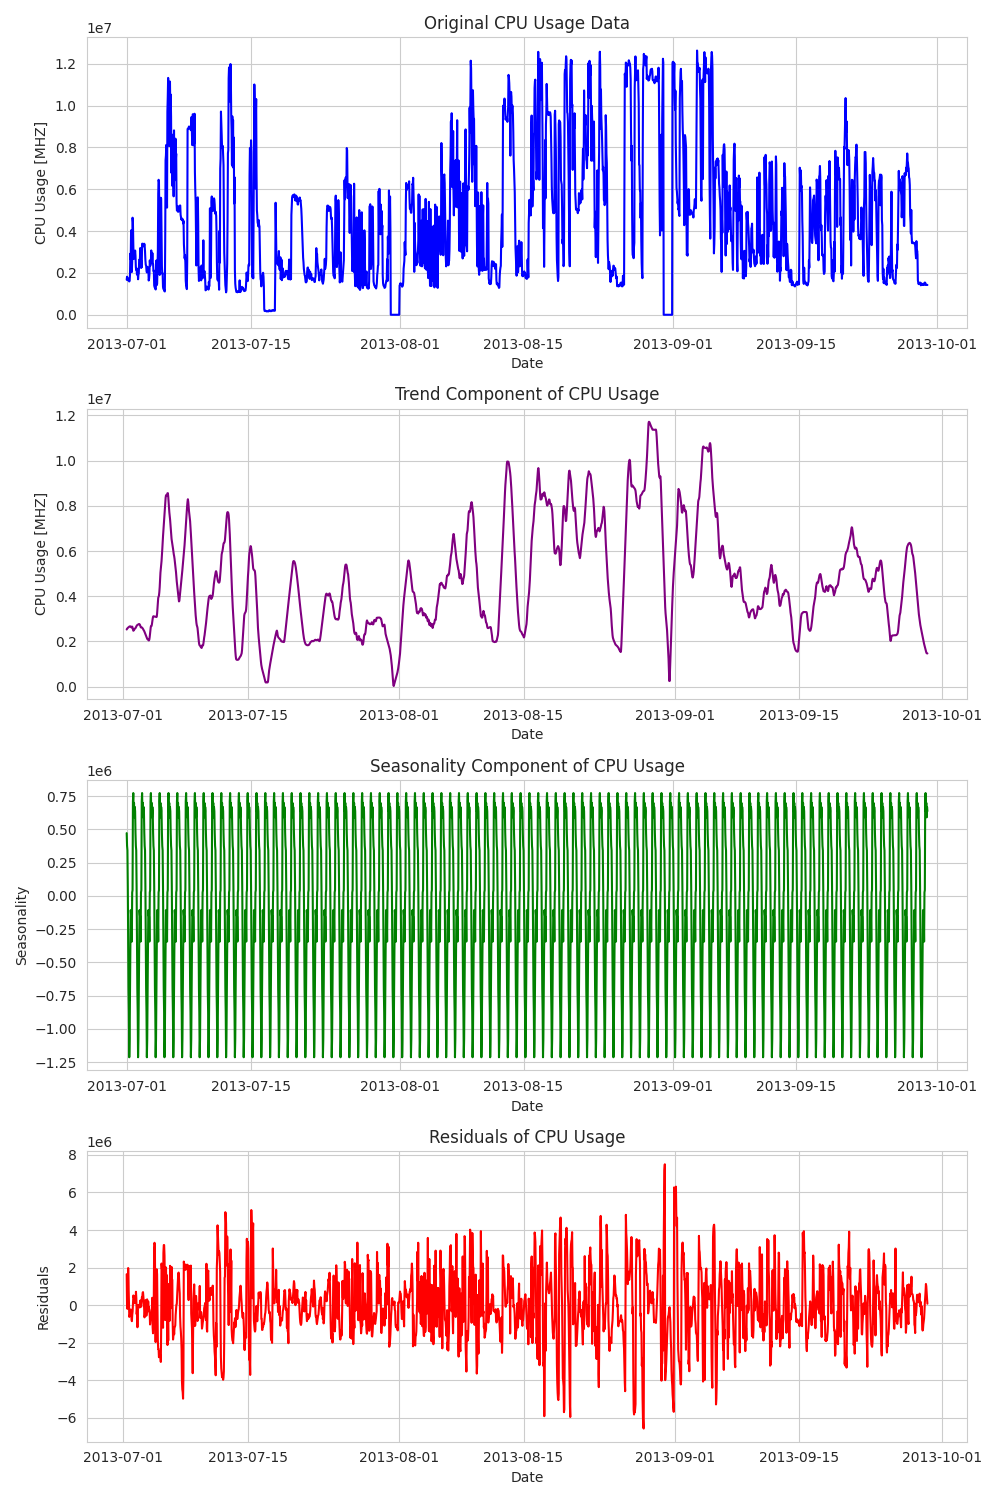 Original CPU Usage Data
1e7
CPU Usage [MHZ]
1.2
1.0
0.8
0.6
0.4
0.2
0.0
2013-07-01 2013-07-15 2013-08-01 2013-08-15 2013-09-01 2013-09-15 2013-10-01
Date
Trend Component of CPU Usage
1e7
CPU Usage [MHZ]
1.2
1.0
0.8
0.6
0.4
0.2
0.0
2013-07-01 2013-07-15 2013-08-01 2013-08-15 2013-09-01 2013-09-15 2013-10-01
Date
Seasonality Component of CPU Usage
1e6
Seasonality
0.75
0.50
0.25
0.00
−0.25
−0.50
−0.75
−1.00
−1.25
2013-07-01 2013-07-15 2013-08-01 2013-08-15 2013-09-01 2013-09-15 2013-10-01
Date
Residuals of CPU Usage
1e6
Residuals
8
6
4
2
0
−2
−4
−6
2013-07-01 2013-07-15 2013-08-01 2013-08-15 2013-09-01 2013-09-15 2013-10-01
Date